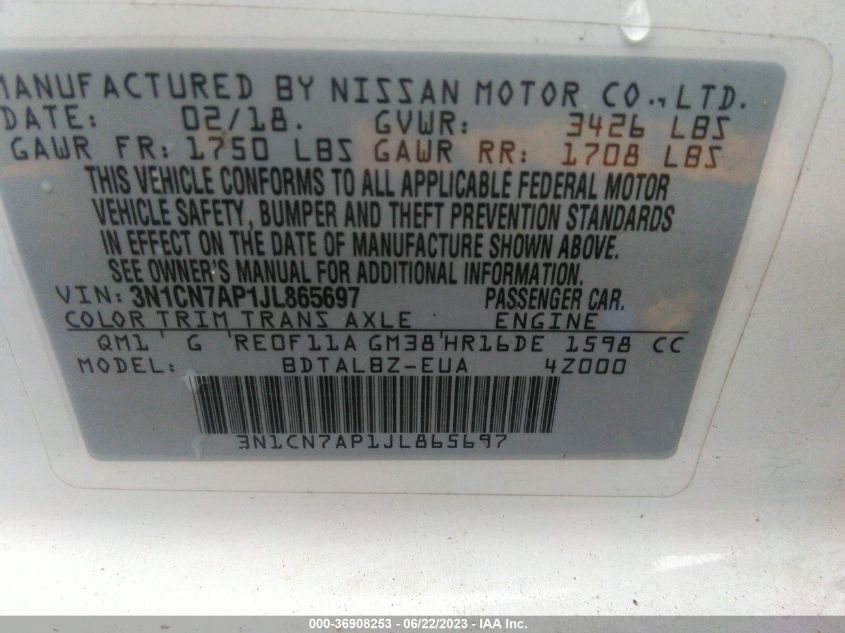 MANUFACTURED BY NISSAN MOTOR CO., LTD.
DATE: 02/18. GVWR: 3426 LBS
GAWR FR: 1750 LBS GAWR RR: 1708 LBS
THIS VEHICLE CONFORMS TO ALL APPLICABLE FEDERAL MOTOR
VEHICLE SAFETY, BUMPER AND THEFT PREVENTION STANDARDS
IN EFFECT ON THE DATE OF MANUFACTURE SHOWN ABOVE.
SEE OWNER'S MANUAL FOR ADDITIONAL INFORMATION
VIN: 3N1CN7AP1JL865697 PASSENGER CAR.
COLOR TRIM TRANS AXLE ENGINE
QM1 G RE0F11A GM38 HR16DE 1598 CC
MODEL: BDTALBZ-EUA 4Z000
3N1CN7AP1JL865697
000-36908253 - 06/22/2023 - IAA Inc.